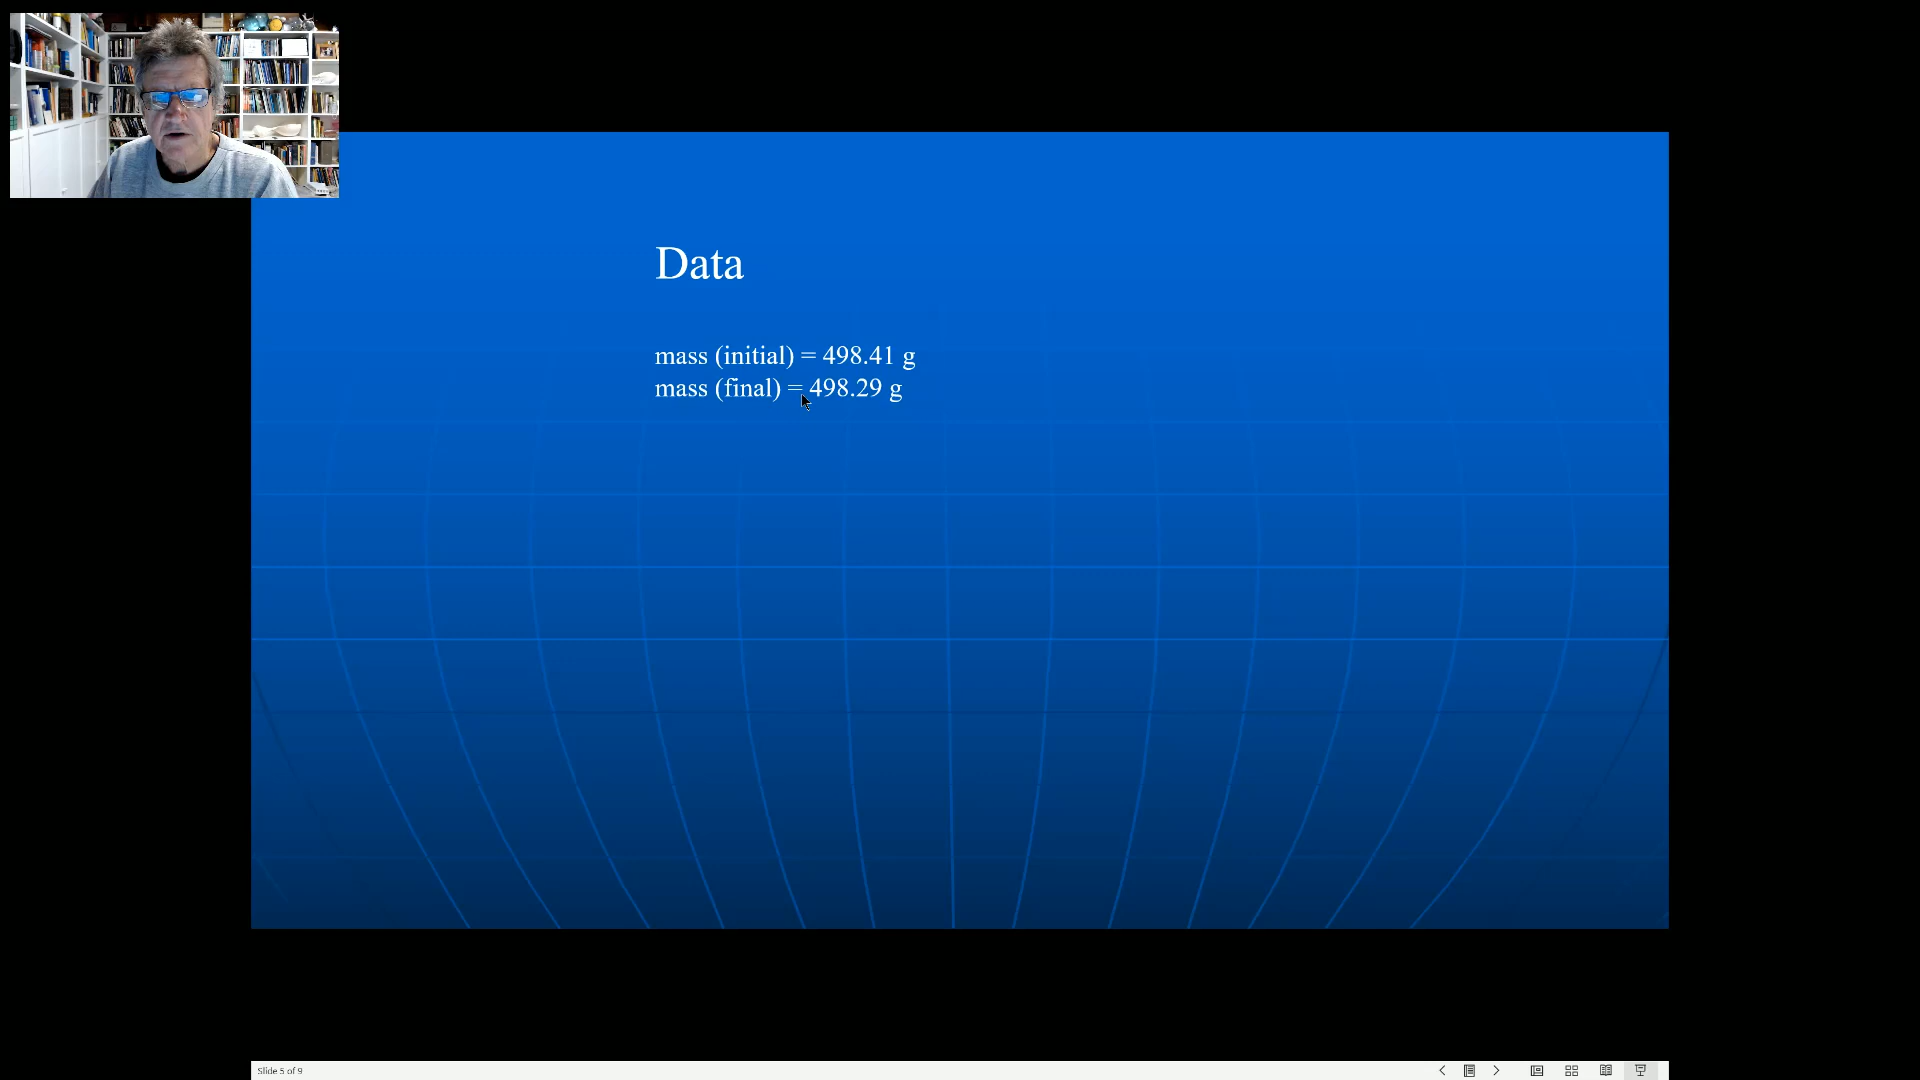 Data
mass (initial) = 498.41 g
mass (final) = 498.29 g
Slide 5 of 9